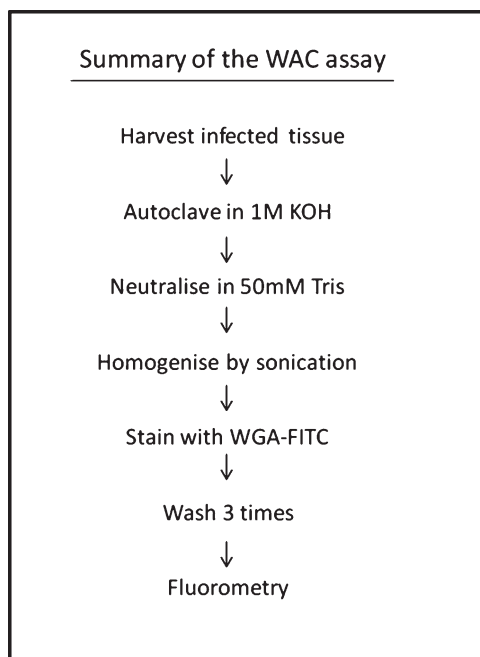 Summary of the WAC assay
Harvest infected tissue
Autoclave in 1M KOH
Neutralise in 50mM Tris
Homogenise by sonication
Stain with WGA-FITC
Wash 3 times
Fluorometry